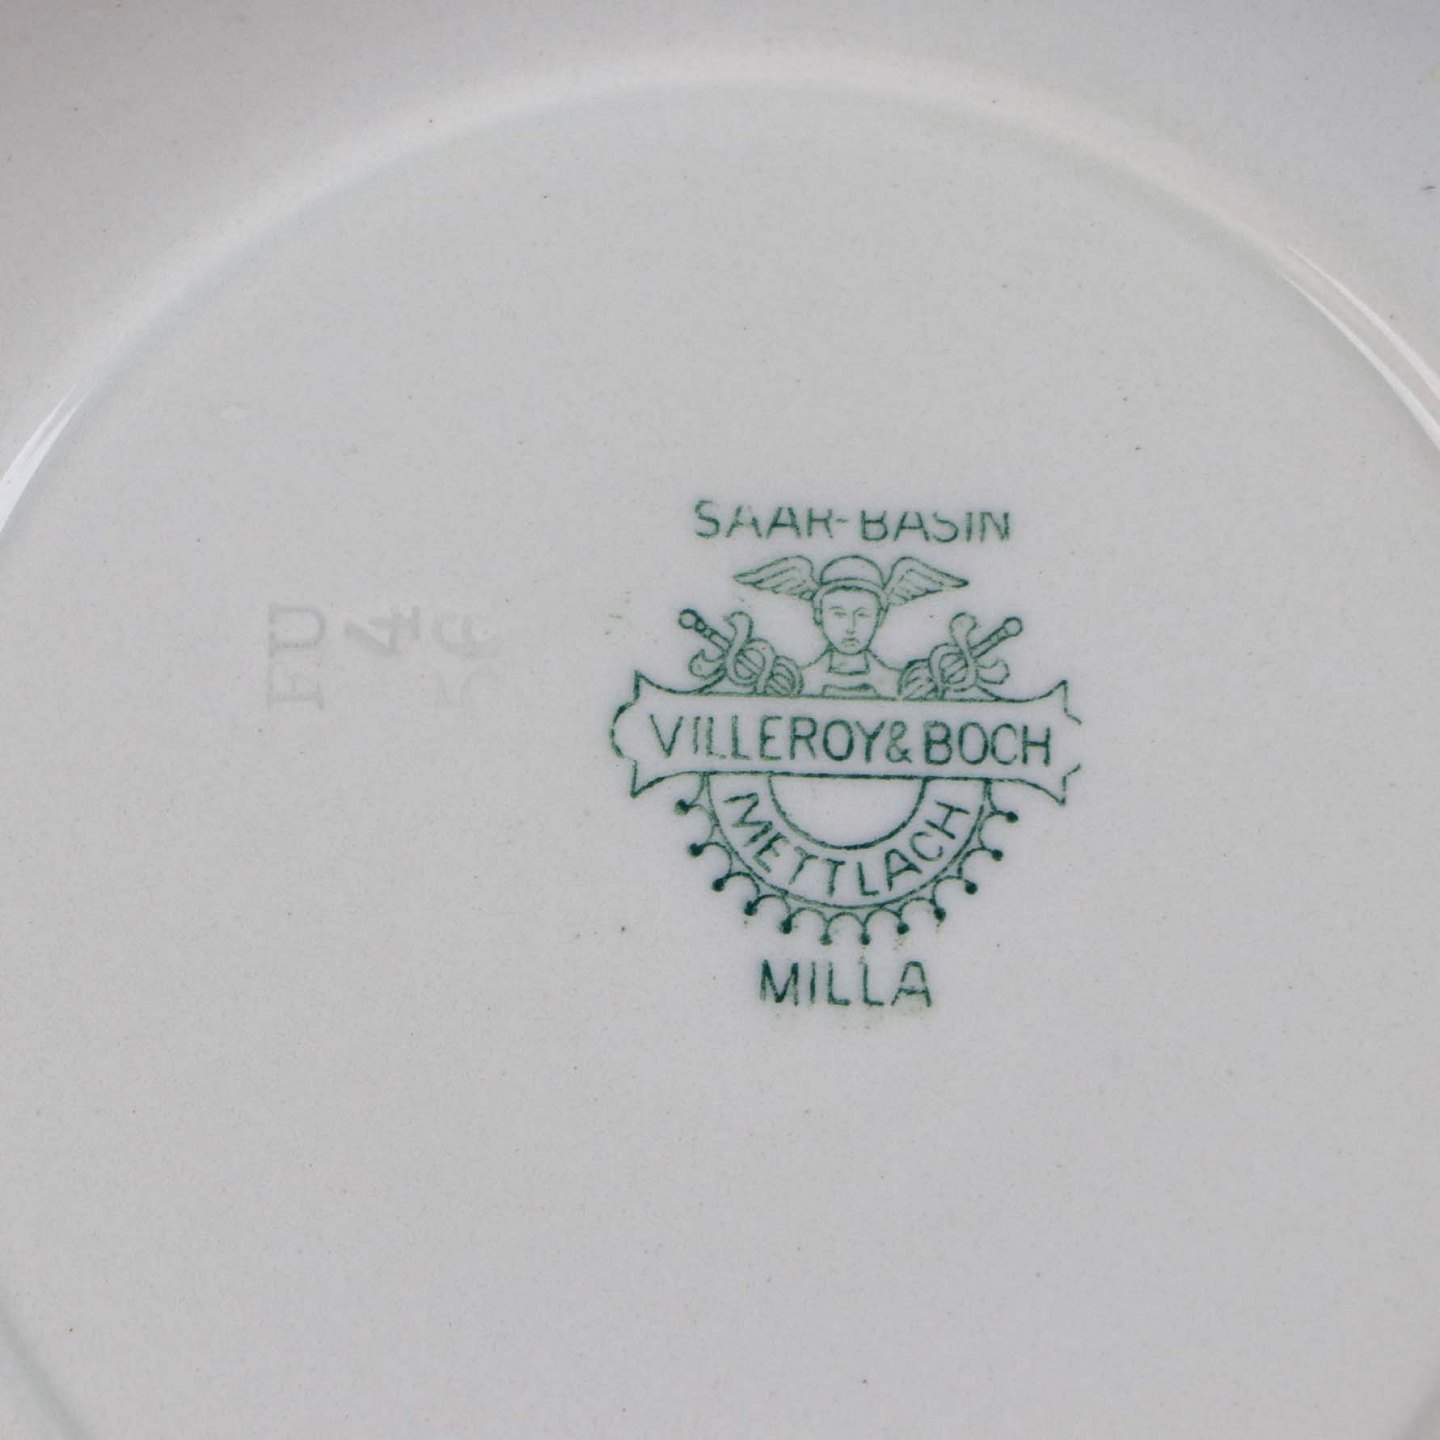 SAAR-BASIN
VILLEROY & BOCH
METTLACH
MILLA